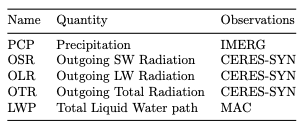 Name Quantity Observations
PCP Precipitation IMERG
OSR Outgoing SW Radiation CERES-SYN
OLR Outgoing LW Radiation CERES-SYN
OTR Outgoing Total Radiation CERES-SYN
LWP Total Liquid Water path MAC